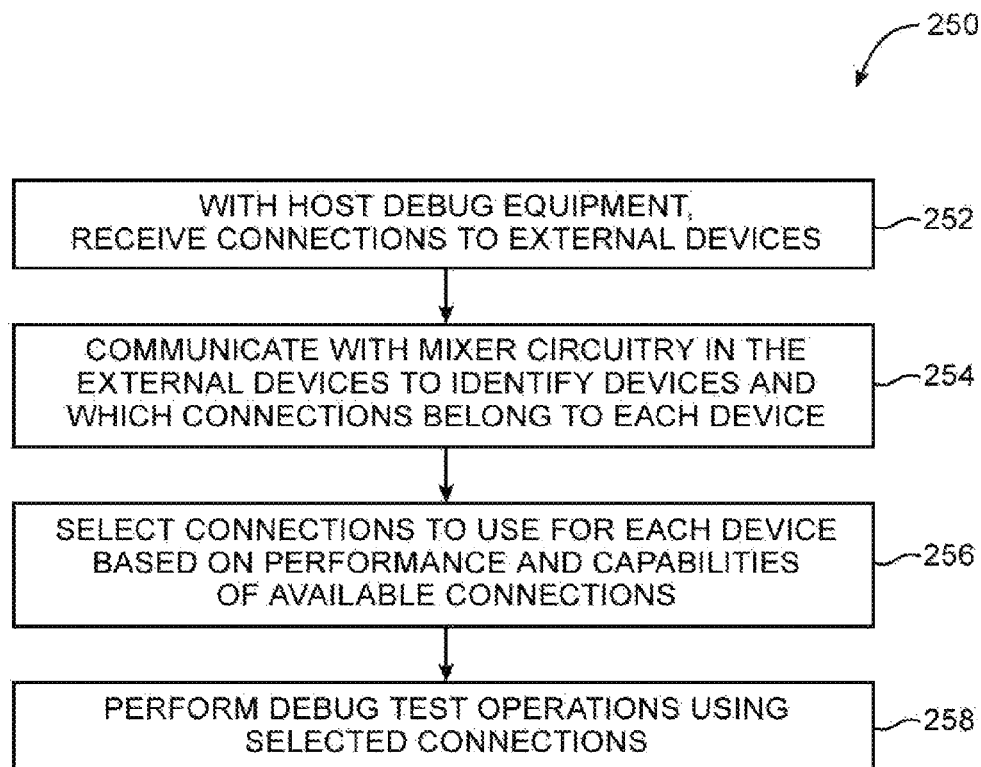 250
WITH HOST DEBUG EQUIPMENT,
RECEIVE CONNECTIONS TO EXTERNAL DEVICES
252
COMMUNICATE WITH MIXER CIRCUITRY IN THE
EXTERNAL DEVICES TO IDENTIFY DEVICES AND
WHICH CONNECTIONS BELONG TO EACH DEVICE
254
SELECT CONNECTIONS TO USE FOR EACH DEVICE
BASED ON PERFORMANCE AND CAPABILITIES
OF AVAILABLE CONNECTIONS
256
PERFORM DEBUG TEST OPERATIONS USING
SELECTED CONNECTIONS
258